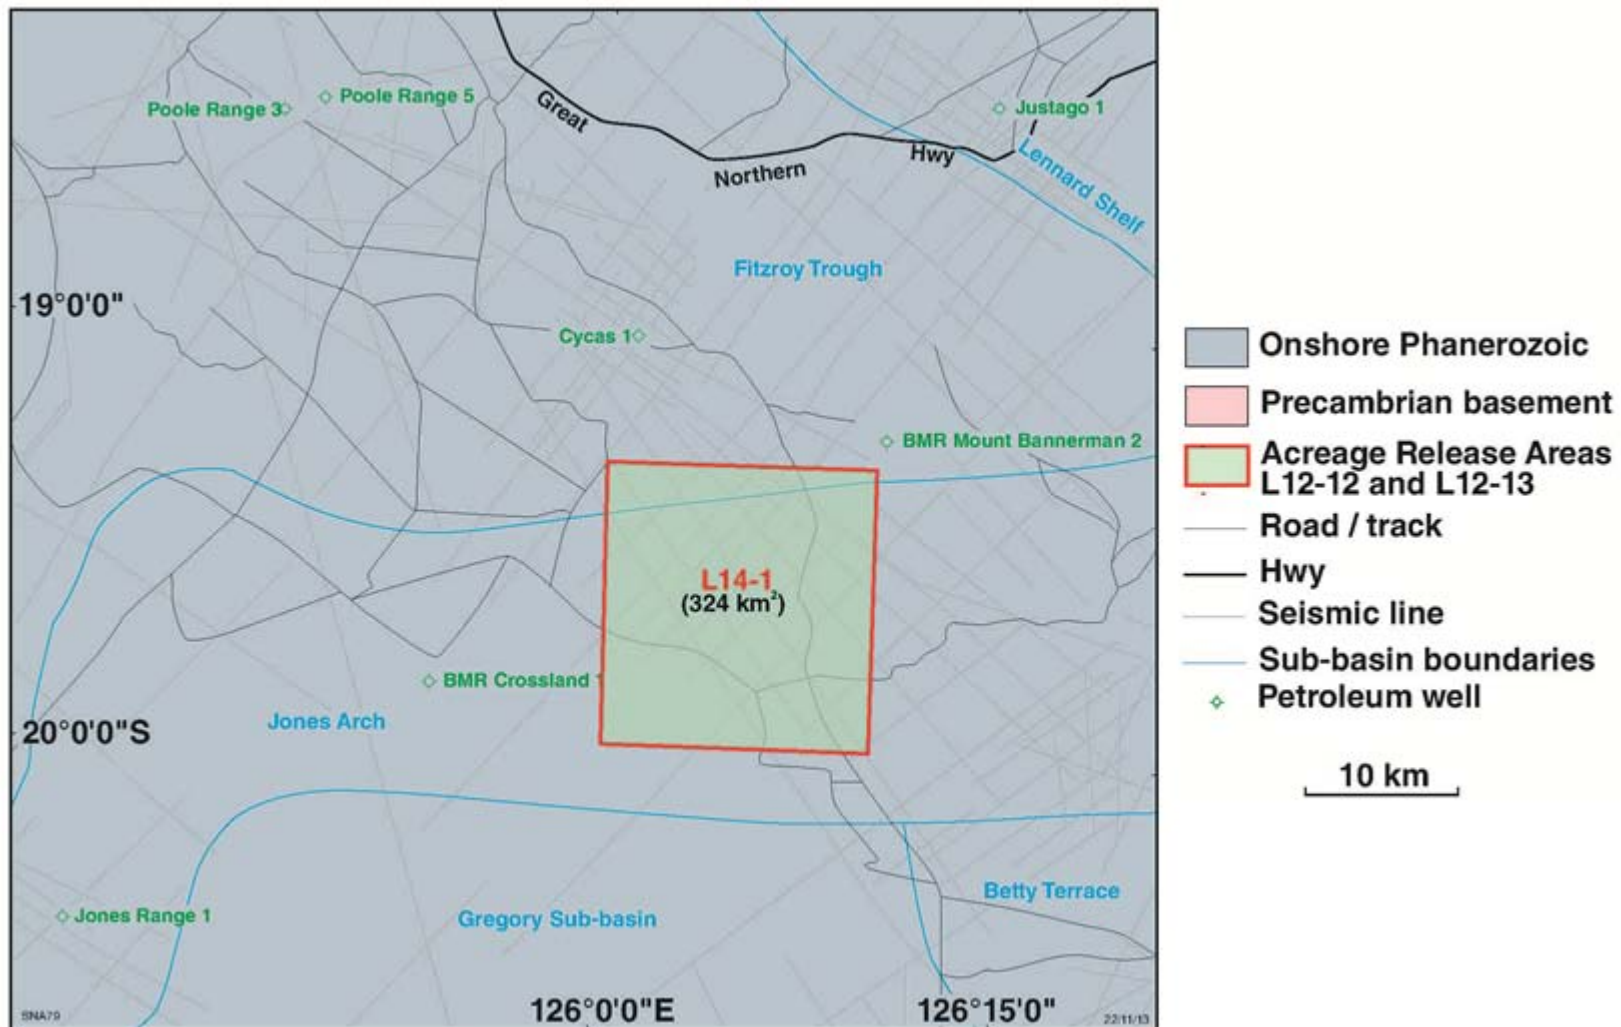 Poole Range 3
Poole Range 5
Justago 1
Great
Northern
Hwy
Lennard Shelf
Fitzroy Trough
19°0'0"
Cycas 1
BMR Mount Bannerman 2
L14-1
(324 km²)
BMR Crossland 1
Jones Arch
20°0'0"S
Betty Terrace
Jones Range 1
Gregory Sub-basin
126°0'0"E
126°15'0"
SNA79
22/11/13
Onshore Phanerozoic
Precambrian basement
Acreage Release Areas
L12-12 and L12-13
Road / track
Hwy
Seismic line
Sub-basin boundaries
Petroleum well
10 km